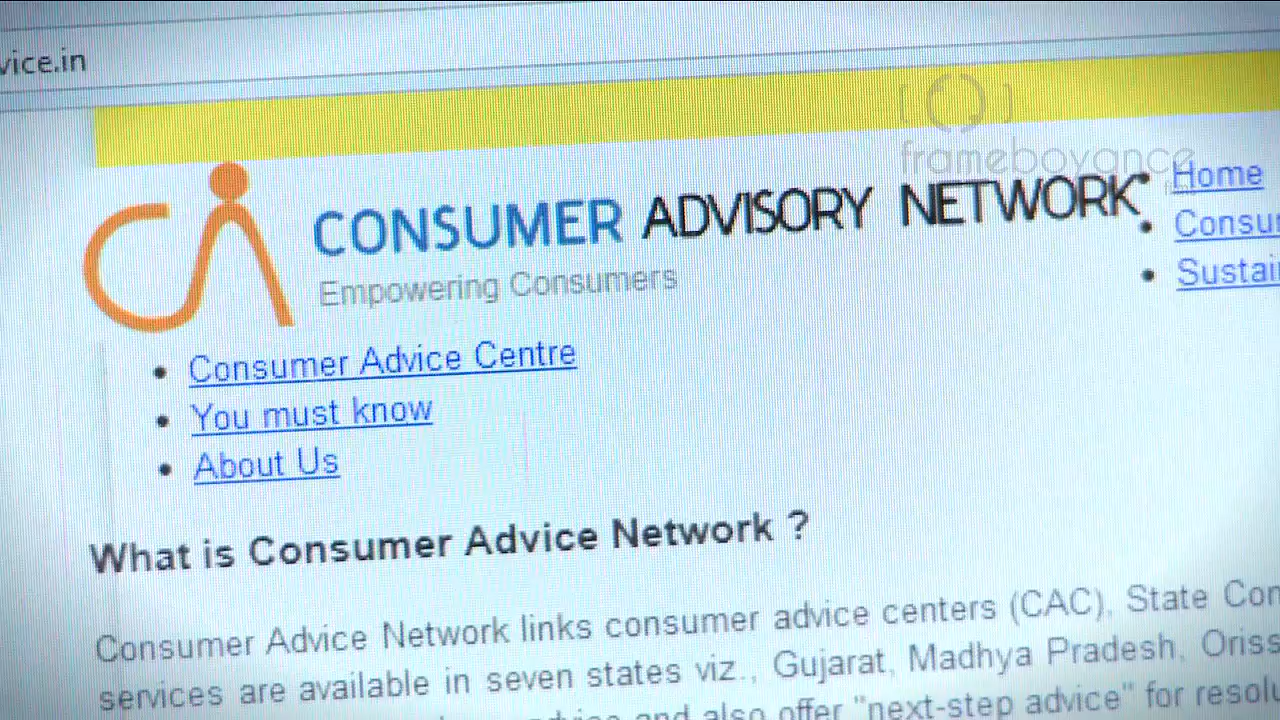 vice.in
frameboyance
Home
CONSUMER ADVISORY NETWORK
Empowering Consumers
Consu
Sustai
Consumer Advice Centre
You must know
About Us
What is Consumer Advice Network ?
Consumer Advice Network links consumer advice centers (CAC), State Con
services are available in seven states viz., Gujarat, Madhya Pradesh, Oriss
and also offer "next-step advice" for resolu